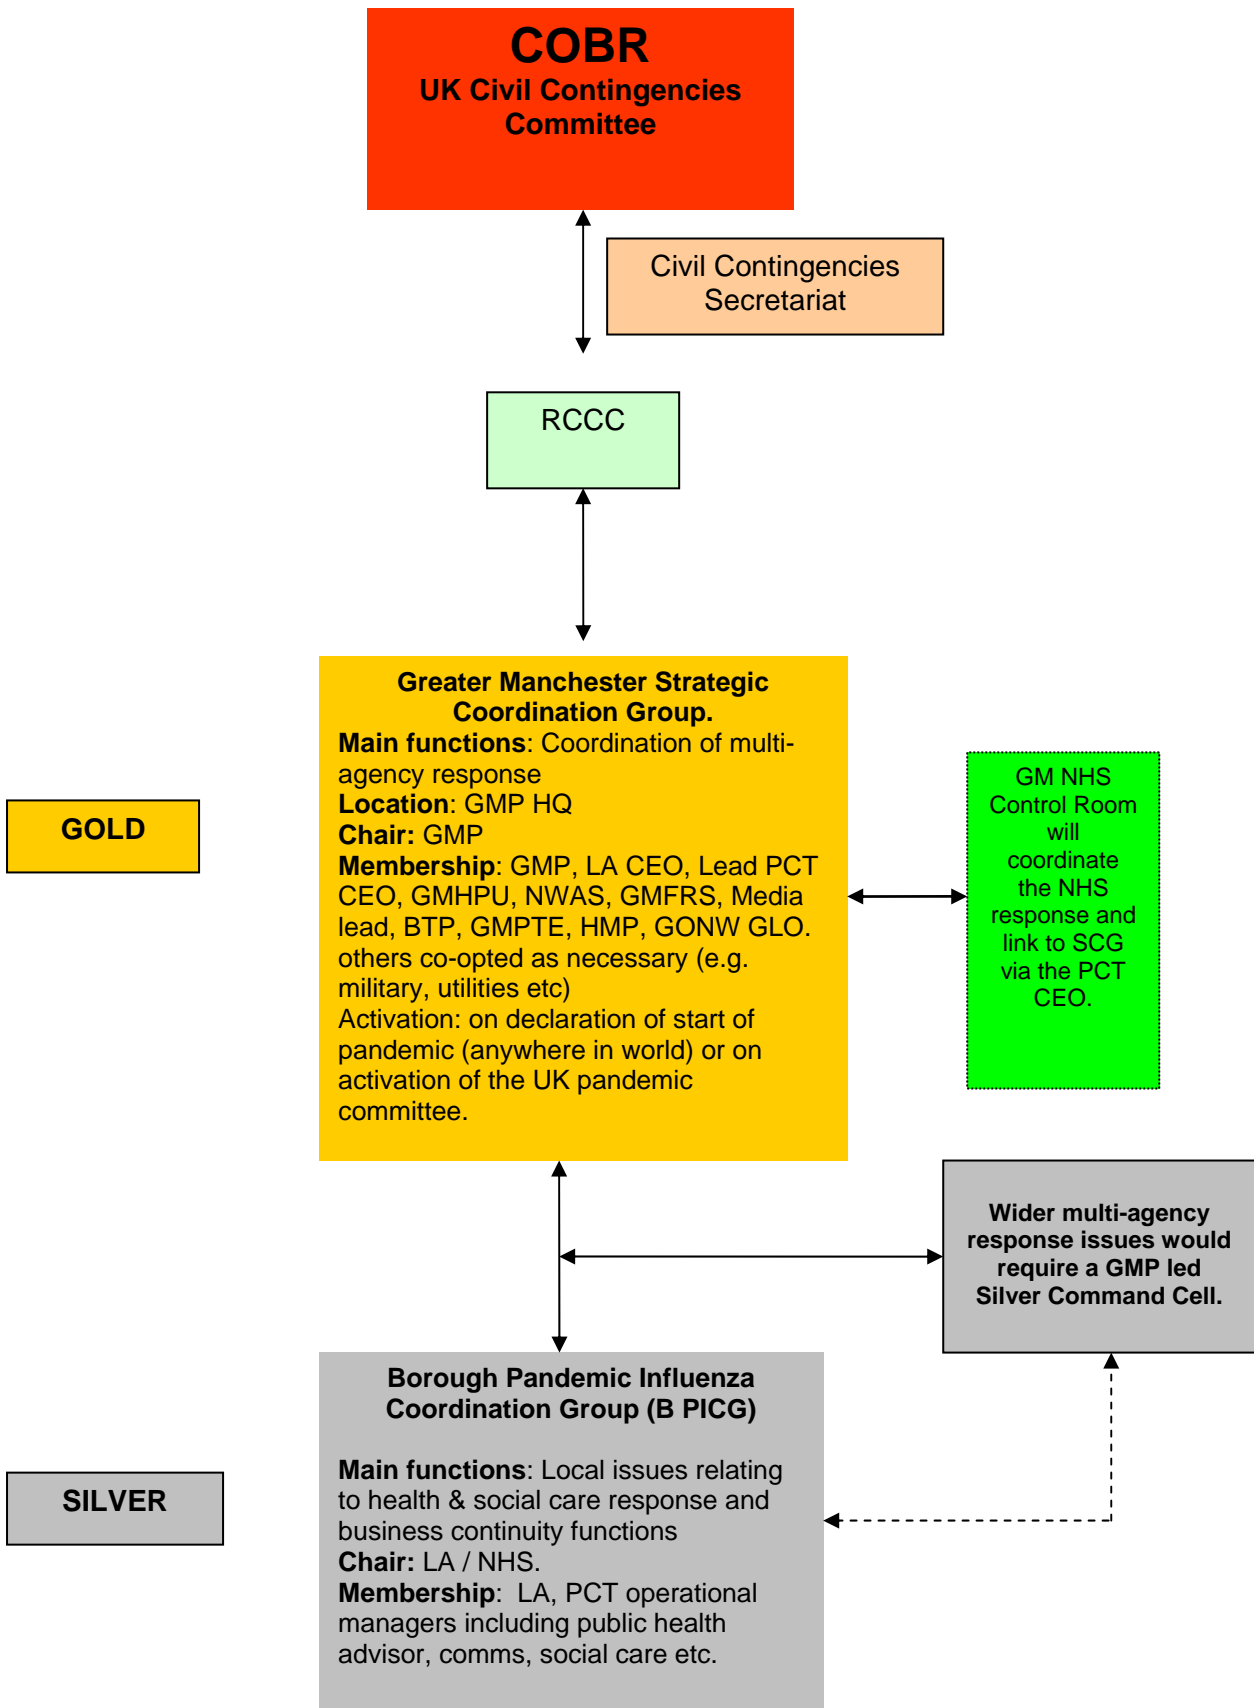 COBR
UK Civil Contingencies
Committee
Civil Contingencies
Secretariat
RCCC
Greater Manchester Strategic
Coordination Group.
Main functions: Coordination of multi-
agency response
Location: GMP HQ
Chair: GMP
Membership: GMP, LA CEO, Lead PCT
CEO, GMHPU, NWAS, GMFRS, Media
lead, BTP, GMPTE, HMP, GONW GLO.
others co-opted as necessary (e.g.
military, utilities etc)
Activation: on declaration of start of
pandemic (anywhere in world) or on
activation of the UK pandemic
committee.
GOLD
GM NHS
Control Room
will
coordinate
the NHS
response and
link to SCG
via the PCT
CEO.
Wider multi-agency
response issues would
require a GMP led
Silver Command Cell.
Borough Pandemic Influenza
Coordination Group (B PICG)
Main functions: Local issues relating
to health & social care response and
business continuity functions
Chair: LA / NHS.
Membership:  LA, PCT operational
managers including public health
advisor, comms, social care etc.
SILVER